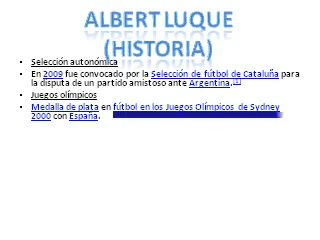 ALBERT LUQUE
(HISTORIA)
• Selección autonómica
• En 2009 fue convocado por la Selección de fútbol de Cataluña para
la disputa de un partido amistoso ante Argentina.
• Juegos olímpicos
• Medalla de plata en fútbol en los Juegos Olímpicos de Sydney
2000 con España.